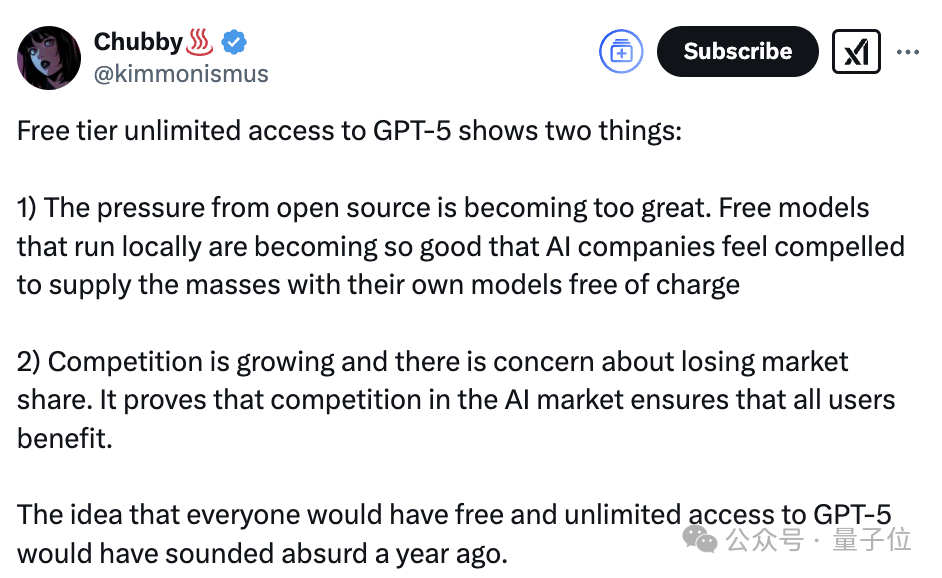 Chubby♨️
@kimmonismus
Subscribe
Free tier unlimited access to GPT-5 shows two things:
1) The pressure from open source is becoming too great. Free models
that run locally are becoming so good that AI companies feel compelled
to supply the masses with their own models free of charge
2) Competition is growing and there is concern about losing market
share. It proves that competition in the AI market ensures that all users
benefit.
The idea that everyone would have free and unlimited access to GPT-5
would have sounded absurd a year ago.
公众号 · 量子位